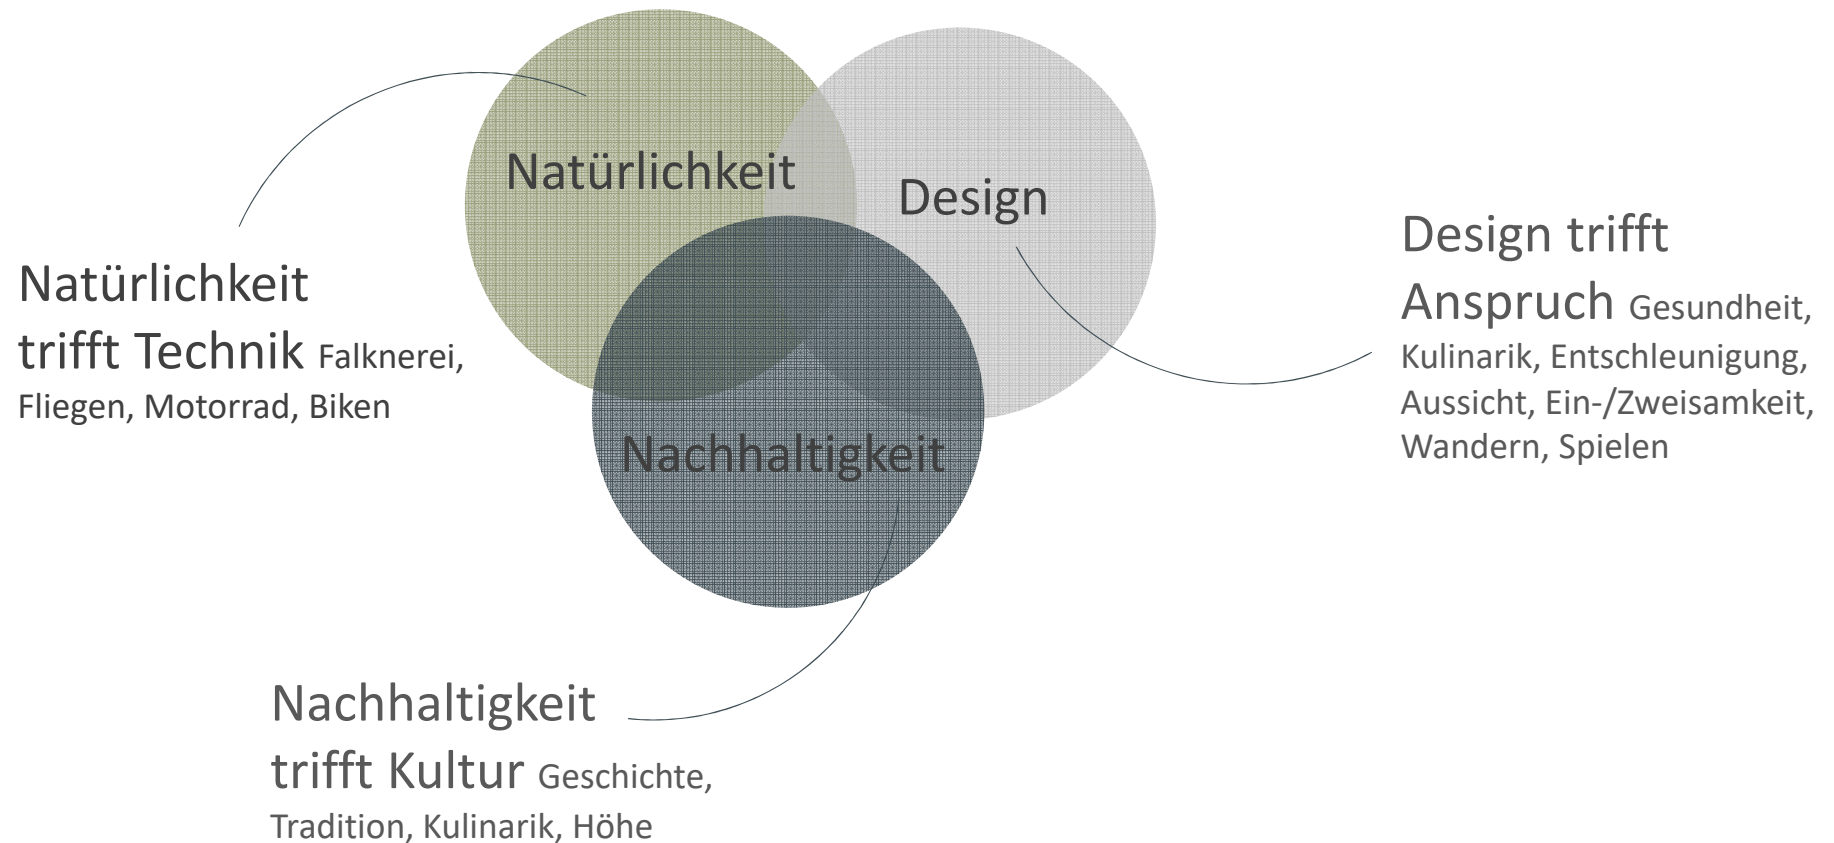 Natürlichkeit
Design
Nachhaltigkeit
Natürlichkeit
trifft Technik Falknerei,
Fliegen, Motorrad, Biken
Design trifft
Anspruch Gesundheit,
Kulinarik, Entschleunigung,
Aussicht, Ein-/Zweisamkeit,
Wandern, Spielen
Nachhaltigkeit
trifft Kultur Geschichte,
Tradition, Kulinarik, Höhe